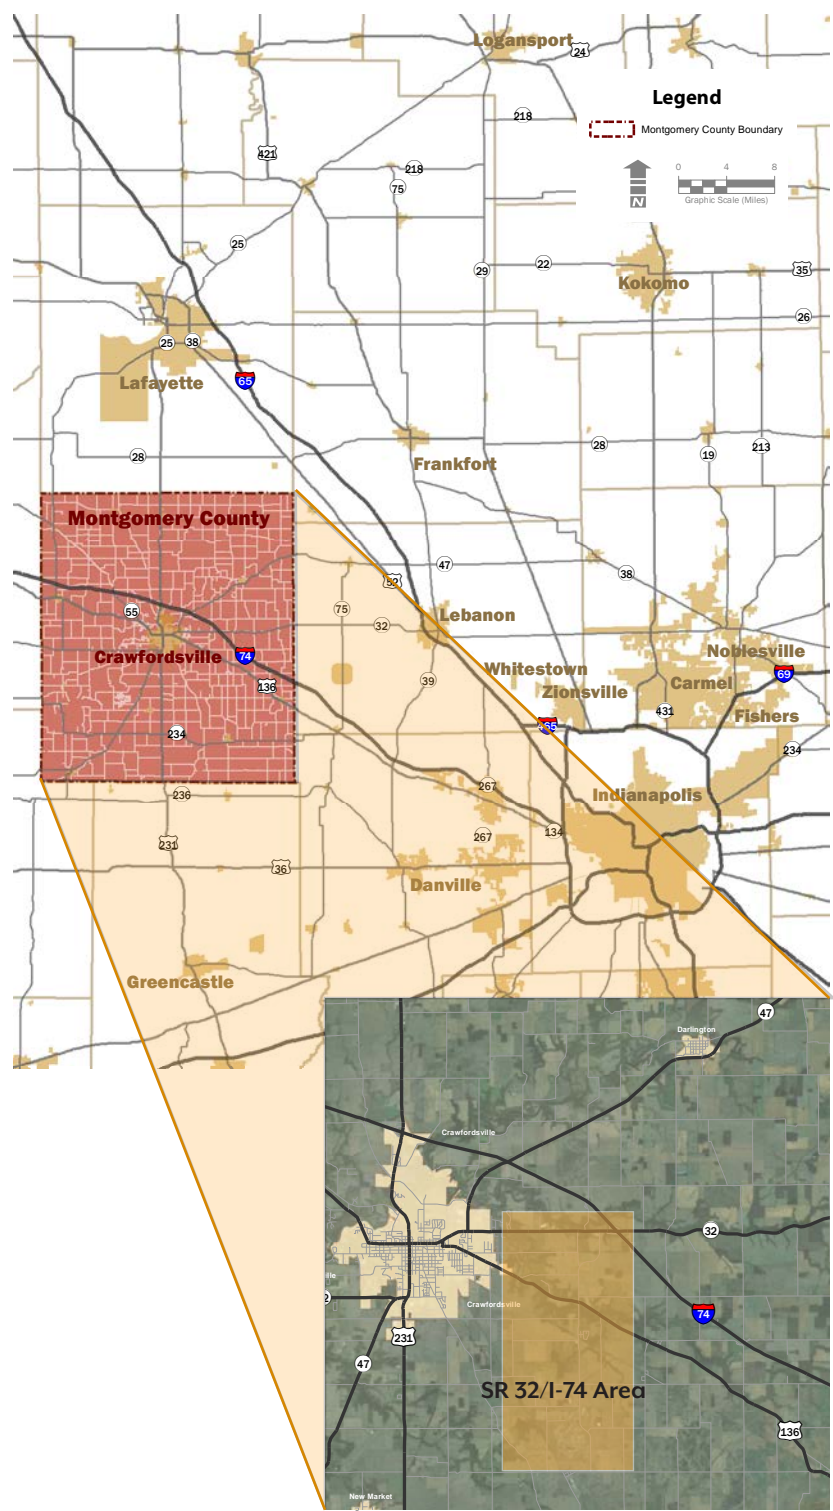 Logansport
24
Legend
218
Montgomery County Boundary
421
218
75
0 4 8
N
Graphic Scale (Miles)
25
29
22
35
Kokomo
26
25
38
65
Lafayette
28
213
19
28
Frankfort
Montgomery County
47
38
52
55
75
32
Lebanon
Noblesville
Crawfordsville
74
Whitestown
69
39
Carmel
136
Zionsville
431
Fishers
465
234
234
267
Indianapolis
236
134
267
231
36
Danville
Greencastle
47
Darlington
Crawfordsville
32
Crawfordsville
74
231
47
SR 32/I-74 Area
136
New Market